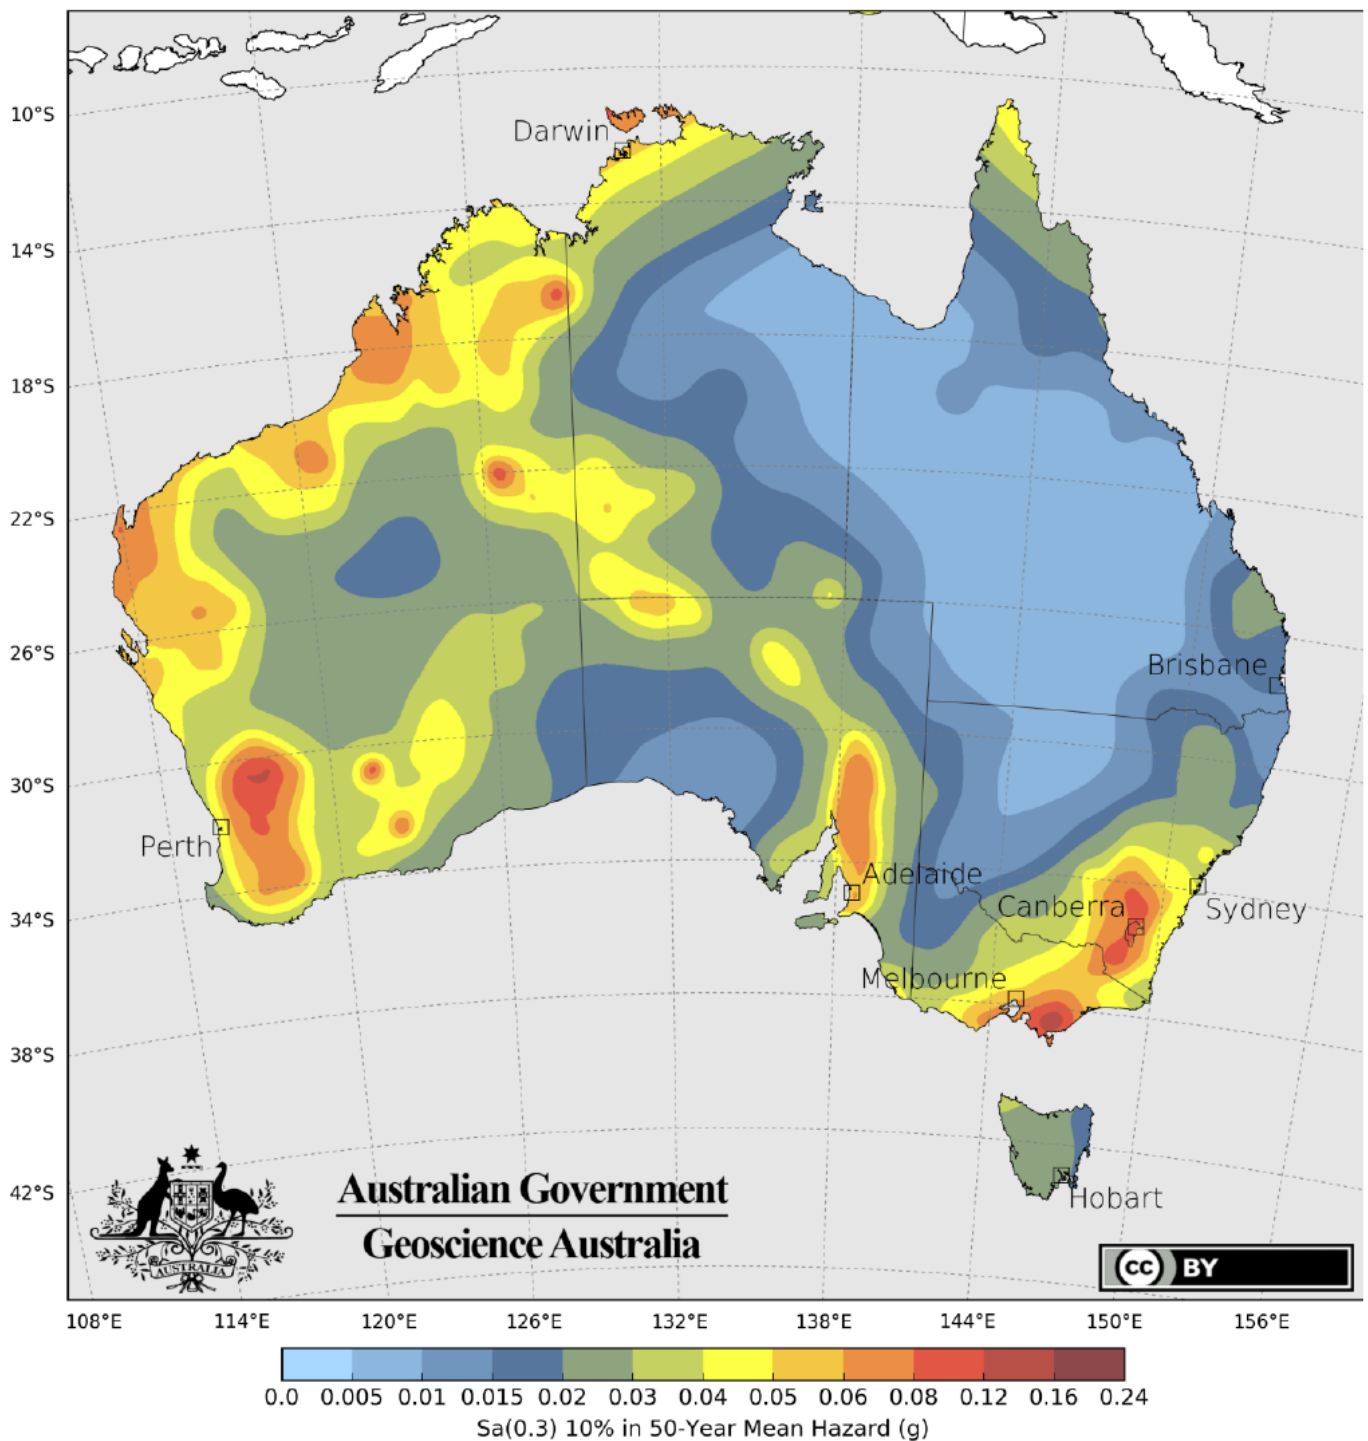 Darwin
10°S
14°S
18°S
22°S
26°S
Brisbane
30°S
Perth
Adelaide
34°S
Canberra
Sydney
Melbourne
38°S
42°S
Hobart
AUSTRALIA
Australian Government
Geoscience Australia
cc BY
108°E 114°E 120°E 126°E 132°E 138°E 144°E 150°E 156°E
0.0 0.005 0.01 0.015 0.02 0.03 0.04 0.05 0.06 0.08 0.12 0.16 0.24
Sa(0.3) 10% in 50-Year Mean Hazard (g)